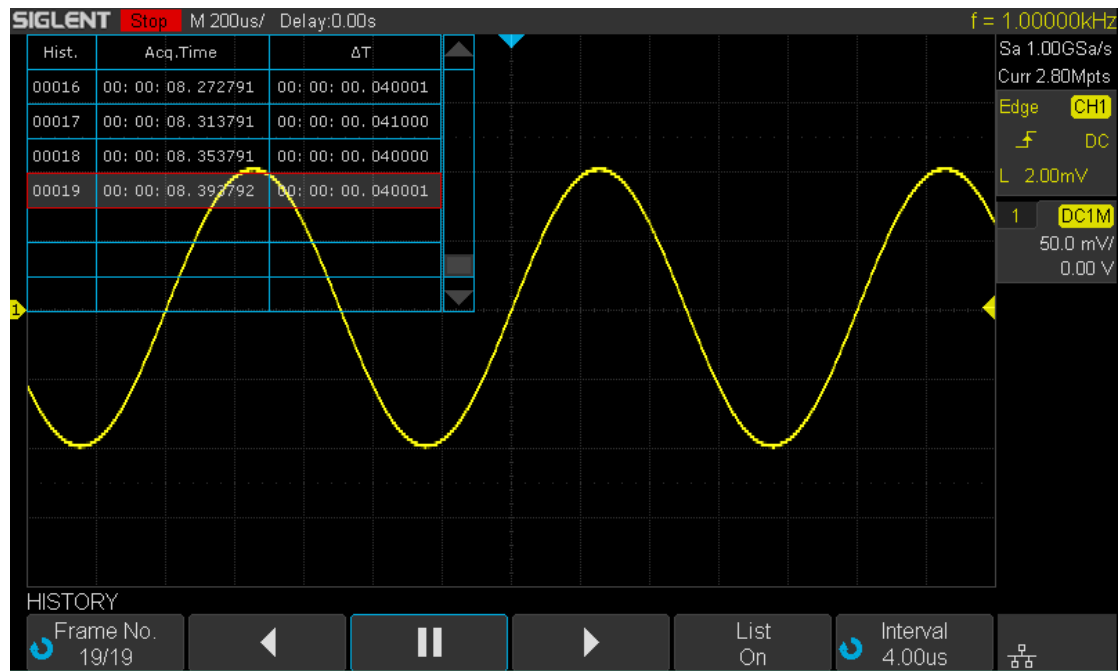 SIGLENT Stop M 200us/ Delay:0.00s f = 1.00000kHz
Sa 1.00GSa/s
Curr 2.80Mpts
Edge CH1
DC
L 2.00mV
1 DC1M
50.0 mV/
0.00 V
Hist. Acq.Time ΔT
00016 00: 00: 08. 272791 00: 00: 00. 040001
00017 00: 00: 08. 313791 00: 00: 00. 041000
00018 00: 00: 08. 353791 00: 00: 00. 040000
00019 00: 00: 08. 393792 00: 00: 00. 040001
1
HISTORY
Frame No. List Interval
19/19 On 4.00us